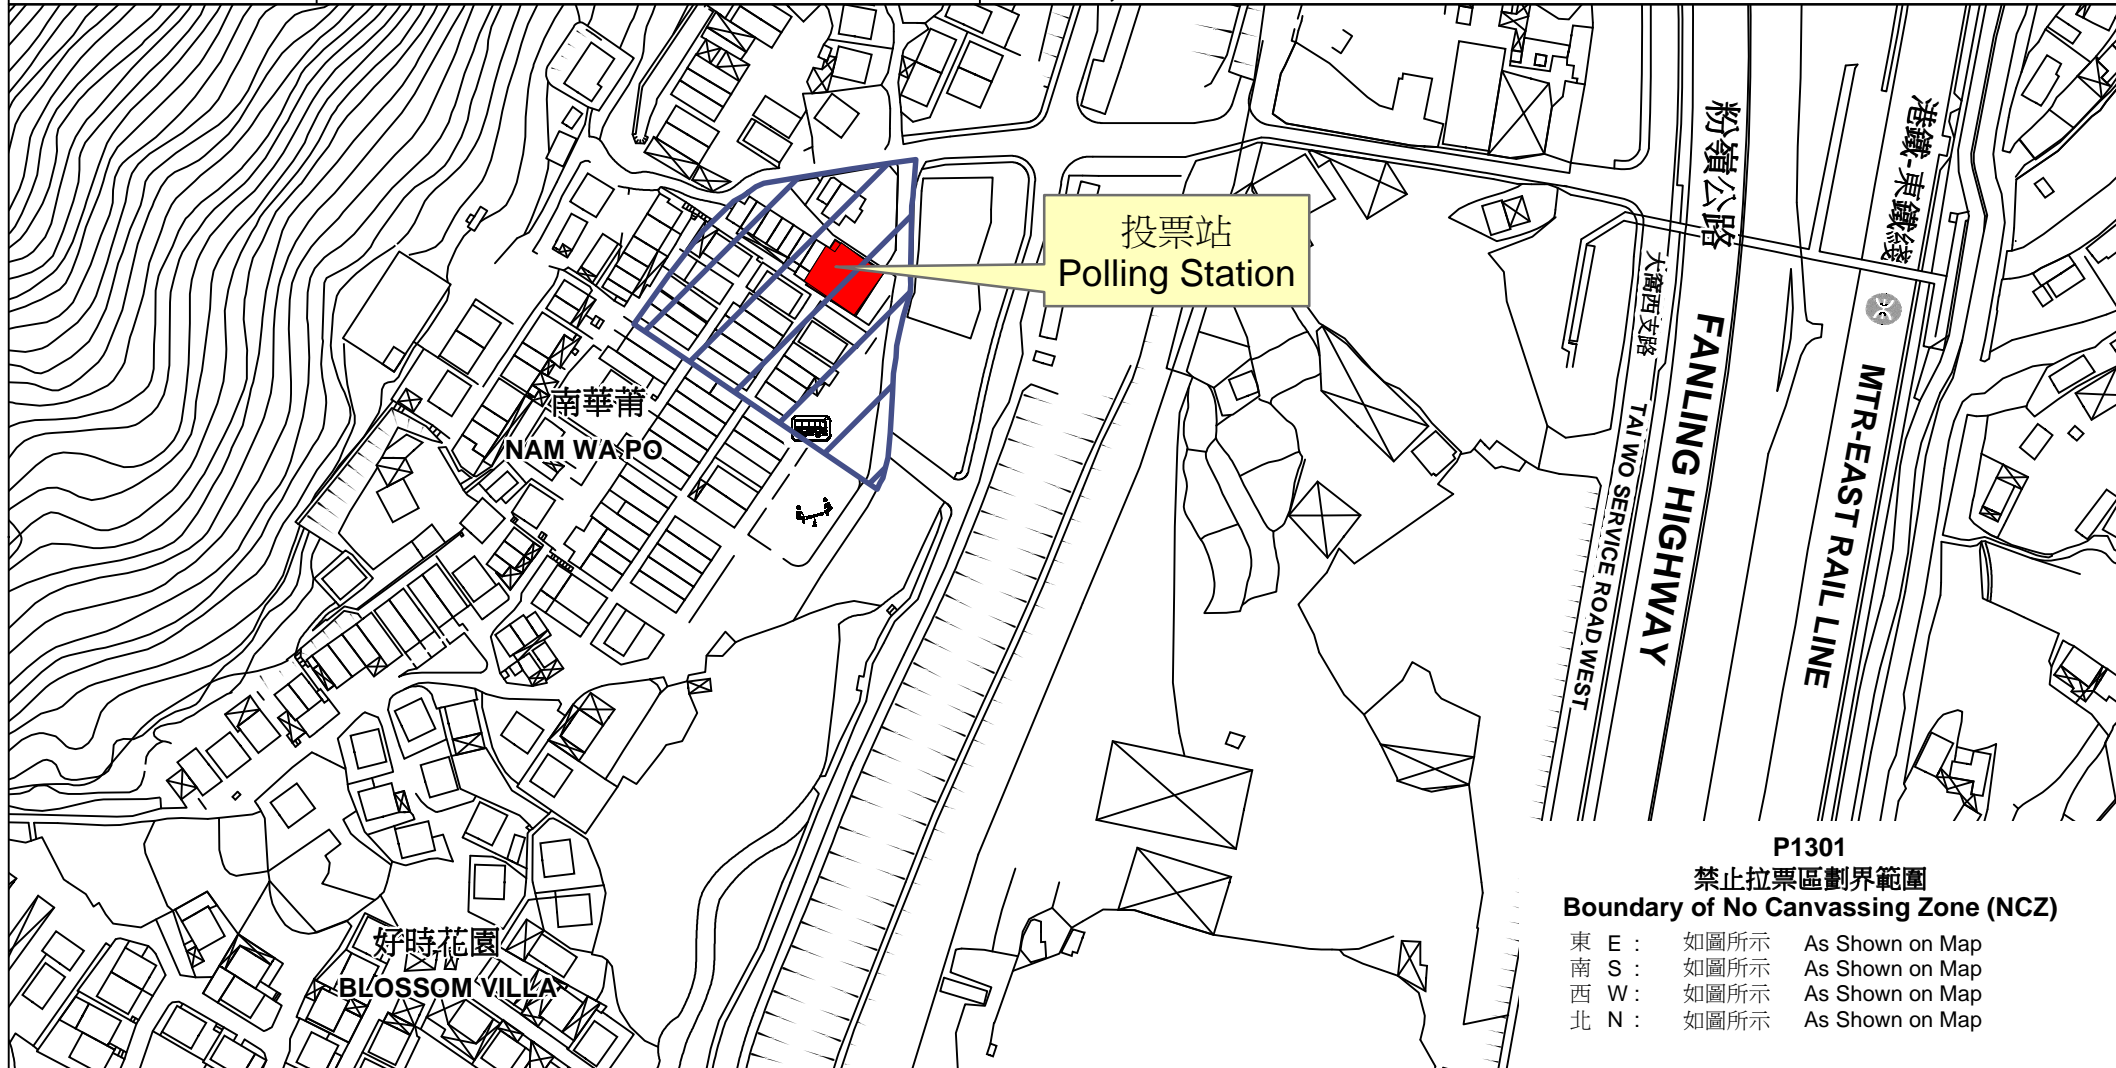 投票站
Polling Station
粉嶺公路
FANLING HIGHWAY
港鐵-東鐵綫
MTR-EAST RAIL LINE
大窩西支路
TAI WO SERVICE ROAD WEST
南華莆
NAM WA PO
好時花園
BLOSSOM VILLA
P1301
禁止拉票區劃界範圍
Boundary of No Canvassing Zone (NCZ)
東 E : 如圖所示 As Shown on Map
南 S : 如圖所示 As Shown on Map
西 W : 如圖所示 As Shown on Map
北 N : 如圖所示 As Shown on Map